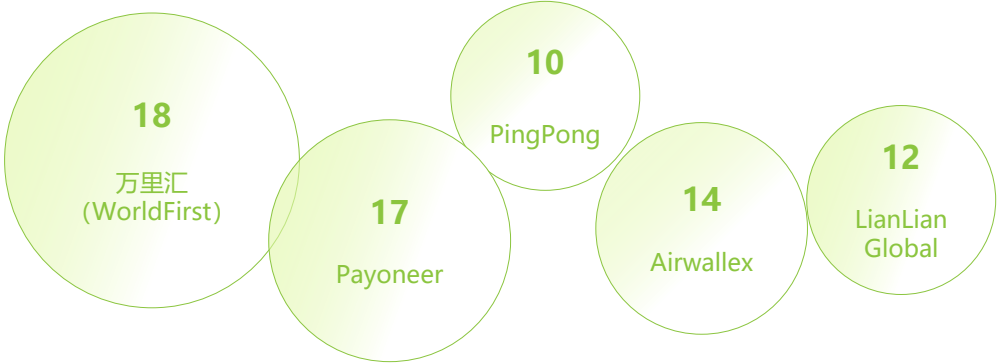 18
万里汇
（WorldFirst）
17
Payoneer
10
PingPong
14
Airwallex
12
LianLian
Global